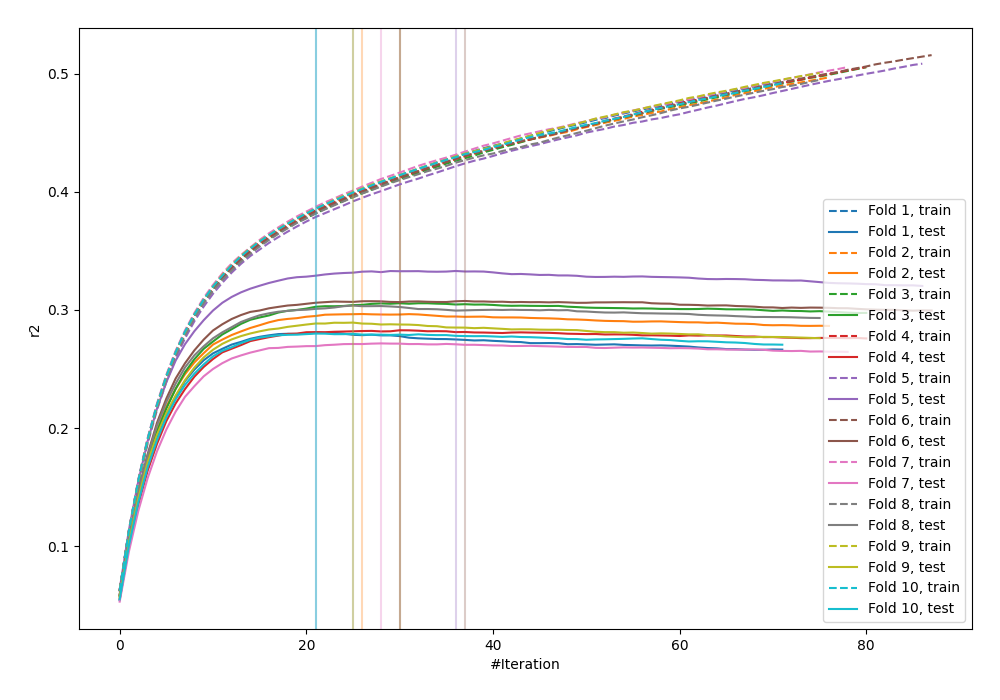 0.5
0.4
0.3
0.2
0.1
r2
0
20
40
60
80
#Iteration
Fold 1, train
Fold 1, test
Fold 2, train
Fold 2, test
Fold 3, train
Fold 3, test
Fold 4, train
Fold 4, test
Fold 5, train
Fold 5, test
Fold 6, train
Fold 6, test
Fold 7, train
Fold 7, test
Fold 8, train
Fold 8, test
Fold 9, train
Fold 9, test
Fold 10, train
Fold 10, test